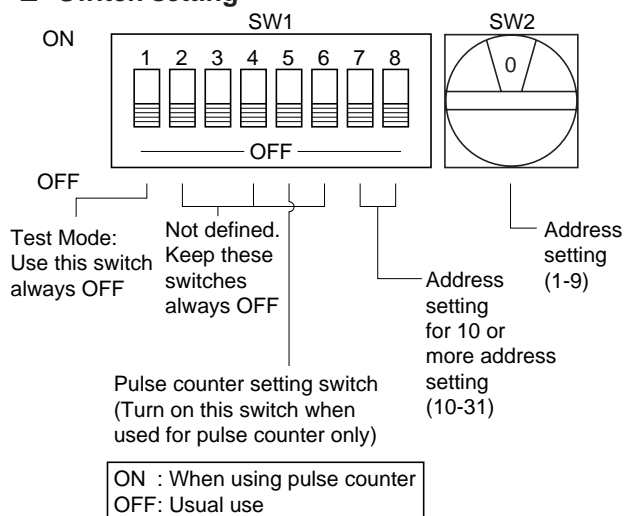 SW1
SW2
ON
1 2 3 4 5 6 7 8
0
OFF
OFF
Test Mode:
Use this switch
always OFF
Not defined.
Keep these
switches
always OFF
Address
setting
for 10 or
more address
setting
(10-31)
Address
setting
(1-9)
Pulse counter setting switch
(Turn on this switch when
used for pulse counter only)
ON : When using pulse counter
OFF: Usual use